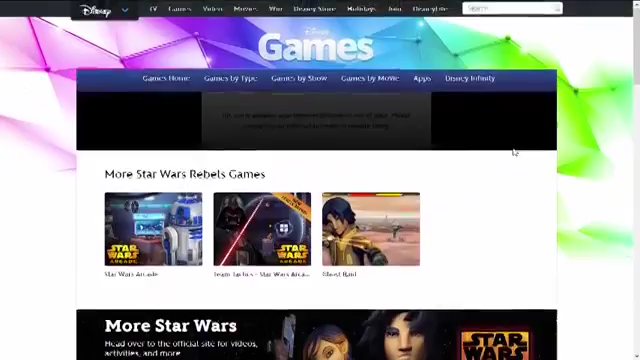 Disney TV Games Video Movies Win Disney Store Holidays Join DisneyLife
Disney
Games
Games Home Games by Type Games by Show Games by Movie Apps Disney Infinity
More Star Wars Rebels Games
STAR WARS ARCADE
STAR WARS ARCADE
Star Wars Arcade Team Tactics - Star Wars Arca... Ghost Raid
More Star Wars
Head over to the official site for videos,
activities, and more.
STAR WARS